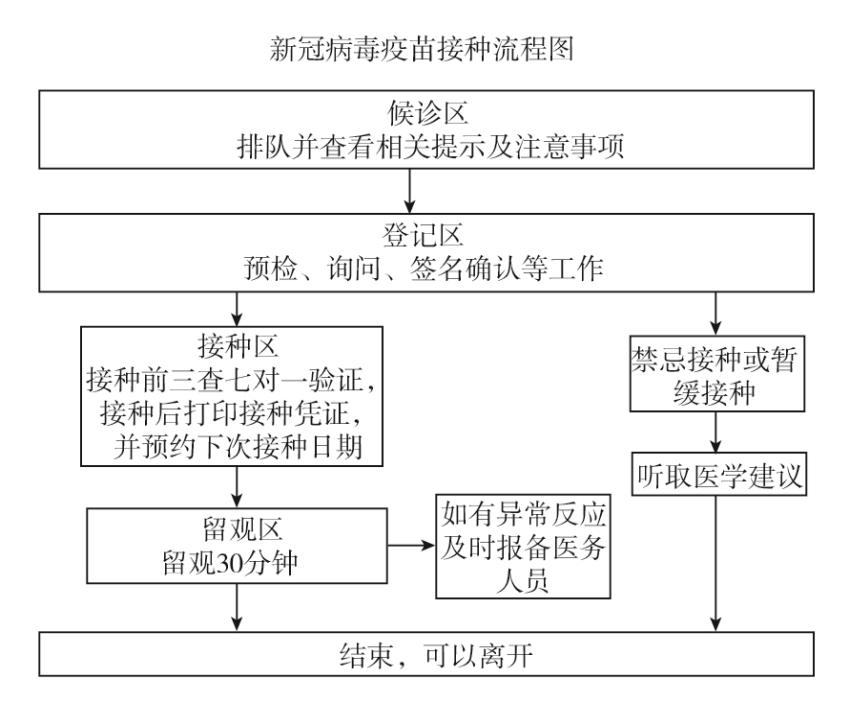 新冠病毒疫苗接种流程图
候诊区
排队并查看相关提示及注意事项
登记区
预检、询问、签名确认等工作
接种区
接种前三查七对一验证，
接种后打印接种凭证，
并预约下次接种日期
禁忌接种或暂
缓接种
听取医学建议
留观区
留观30分钟
如有异常反应
及时报备医务
人员
结束，可以离开